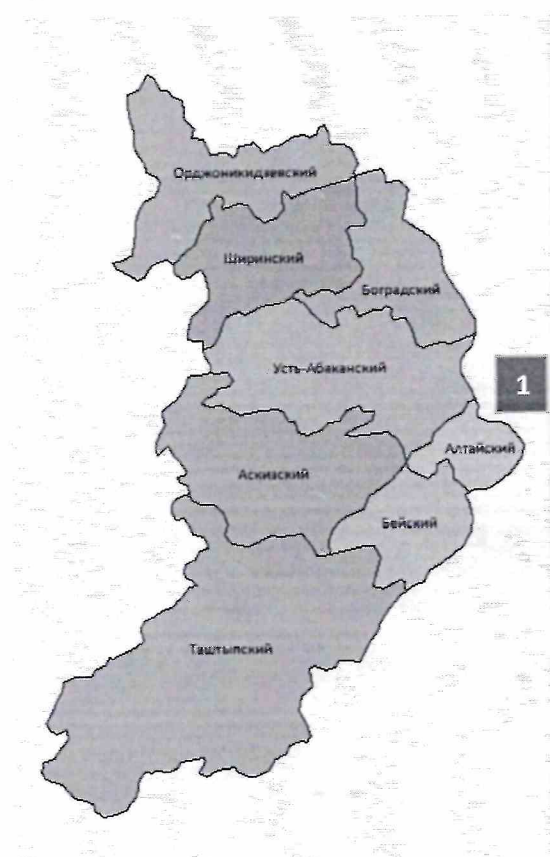 Орджоникидзевский
Ширинский
Боградский
Усть-Абаканский
1
Алтайский
Аскизский
Бейский
Таштыпский